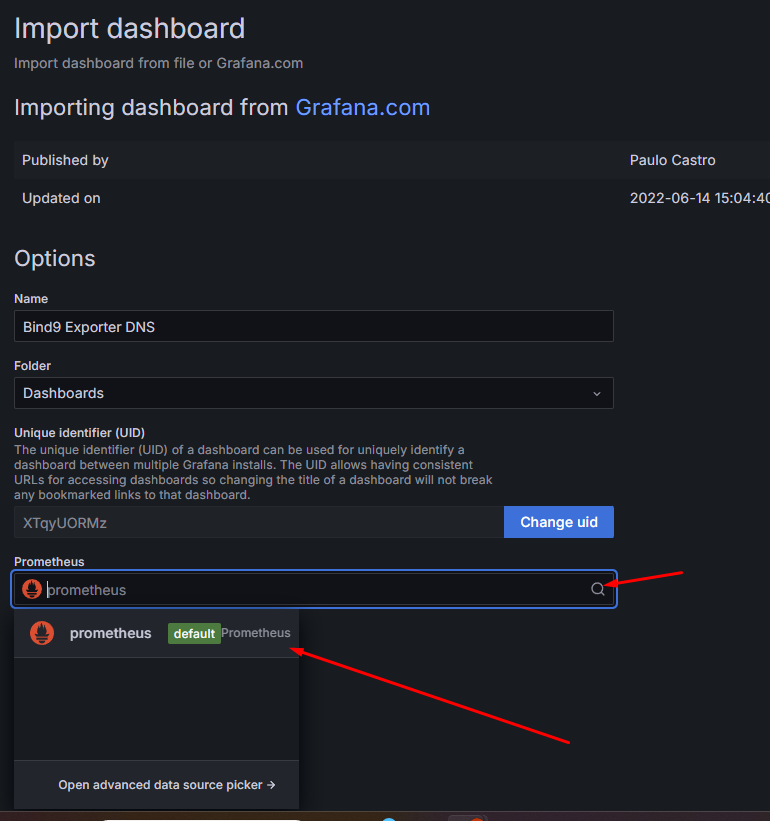 Import dashboard
Import dashboard from file or Grafana.com
Importing dashboard from Grafana.com
Published by Paulo Castro
Updated on 2022-06-14 15:04:40
Options
Name
Bind9 Exporter DNS
Folder
Dashboards
Unique identifier (UID)
The unique identifier (UID) of a dashboard can be used for uniquely identify a
dashboard between multiple Grafana installs. The UID allows having consistent
URLs for accessing dashboards so changing the title of a dashboard will not break
any bookmarked links to that dashboard.
XTqyUORMz Change uid
Prometheus
prometheus
prometheus default Prometheus
Open advanced data source picker →